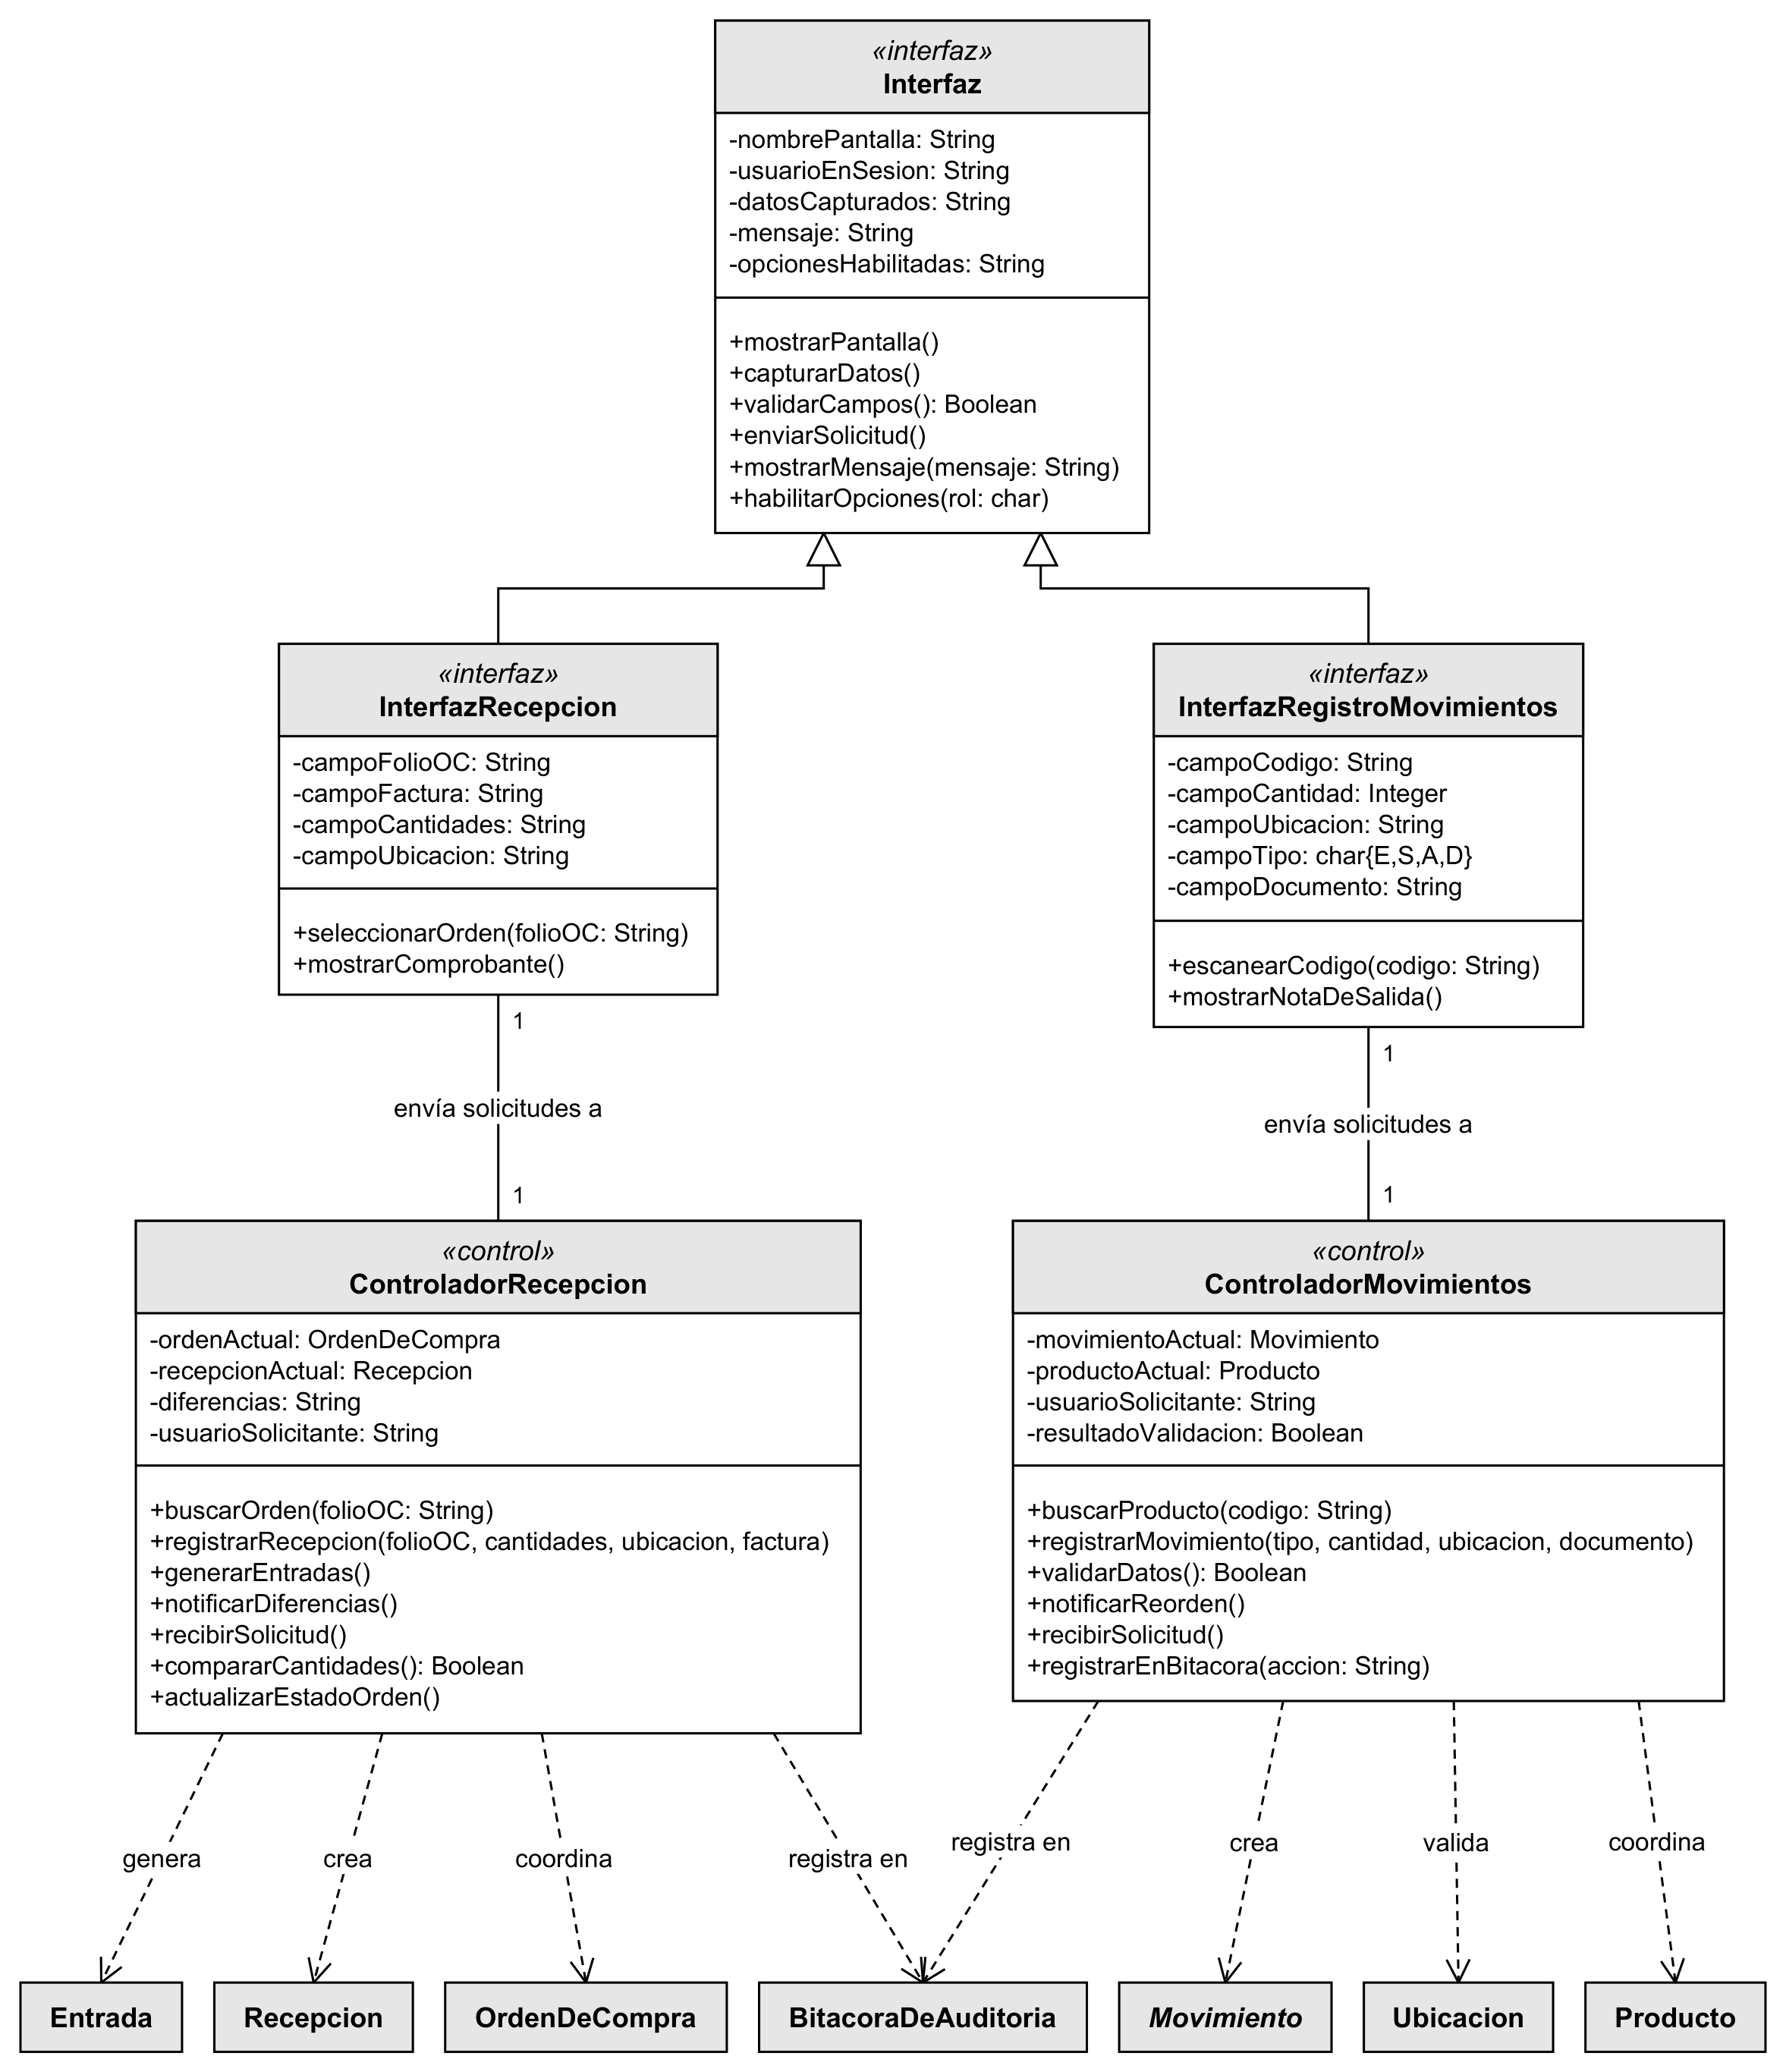 «interfaz»
Interfaz
-nombrePantalla: String
-usuarioEnSesion: String
-datosCapturados: String
-mensaje: String
-opcionesHabilitadas: String
+mostrarPantalla()
+capturarDatos()
+validarCampos(): Boolean
+enviarSolicitud()
+mostrarMensaje(mensaje: String)
+habilitarOpciones(rol: char)
«interfaz»
InterfazRecepcion
-campoFolioOC: String
-campoFactura: String
-campoCantidades: String
-campoUbicacion: String
+seleccionarOrden(folioOC: String)
+mostrarComprobante()
«interfaz»
InterfazRegistroMovimientos
-campoCodigo: String
-campoCantidad: Integer
-campoUbicacion: String
-campoTipo: char{E,S,A,D}
-campoDocumento: String
+escanearCodigo(codigo: String)
+mostrarNotaDeSalida()
1
envía solicitudes a
1
1
envía solicitudes a
1
«control»
ControladorRecepcion
-ordenActual: OrdenDeCompra
-recepcionActual: Recepcion
-diferencias: String
-usuarioSolicitante: String
+buscarOrden(folioOC: String)
+registrarRecepcion(folioOC, cantidades, ubicacion, factura)
+generarEntradas()
+notificarDiferencias()
+recibirSolicitud()
+compararCantidades(): Boolean
+actualizarEstadoOrden()
«control»
ControladorMovimientos
-movimientoActual: Movimiento
-productoActual: Producto
-usuarioSolicitante: String
-resultadoValidacion: Boolean
+buscarProducto(codigo: String)
+registrarMovimiento(tipo, cantidad, ubicacion, documento)
+validarDatos(): Boolean
+notificarReorden()
+recibirSolicitud()
+registrarEnBitacora(accion: String)
genera
crea
coordina
registra en
registra en
crea
valida
coordina
Entrada
Recepcion
OrdenDeCompra
BitacoraDeAuditoria
Movimiento
Ubicacion
Producto